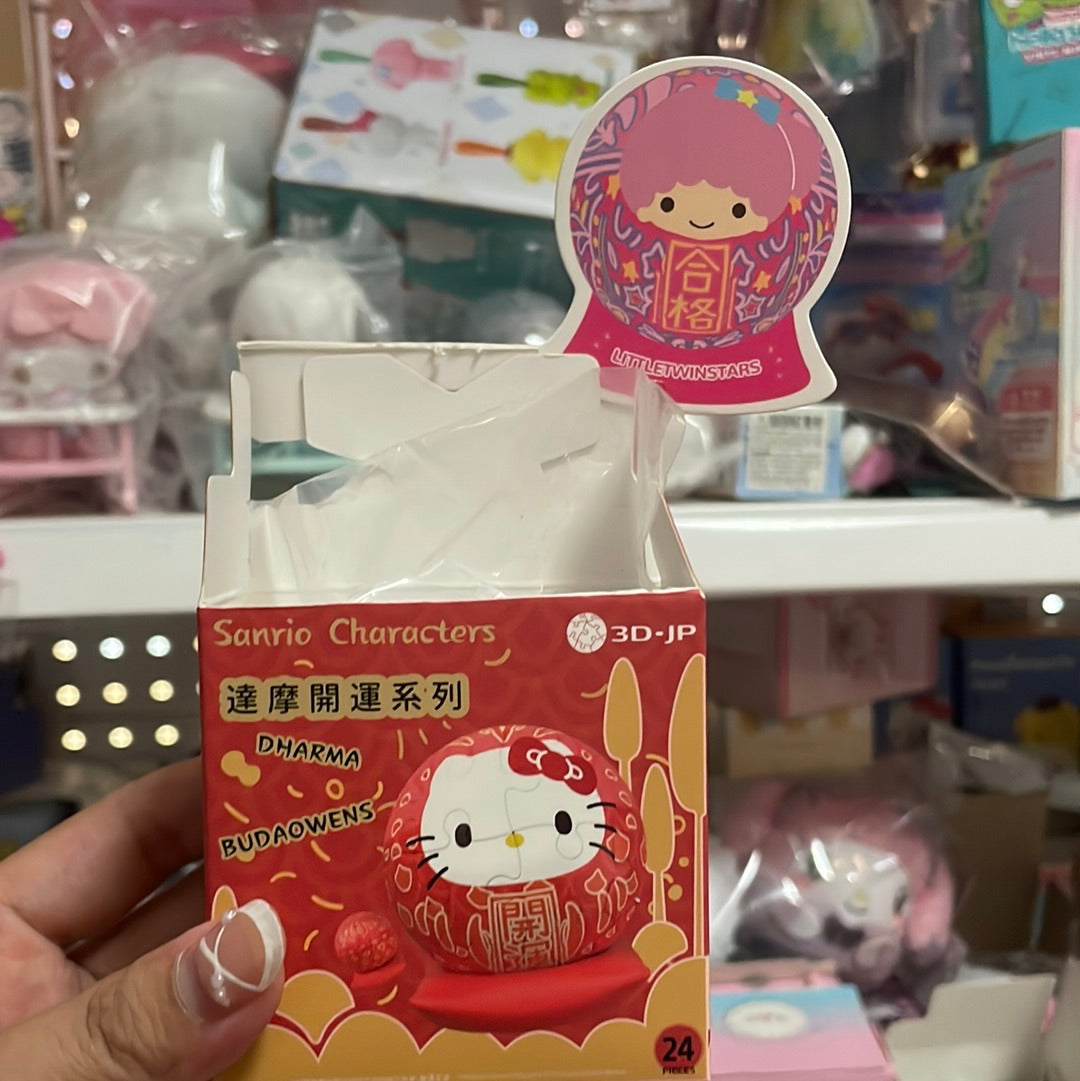 合格
LITTLETWINSTARS
Sanrio Characters
3D-JP
達摩開運系列
DHARMA
BUDAOWENS
開運
24
PIECES